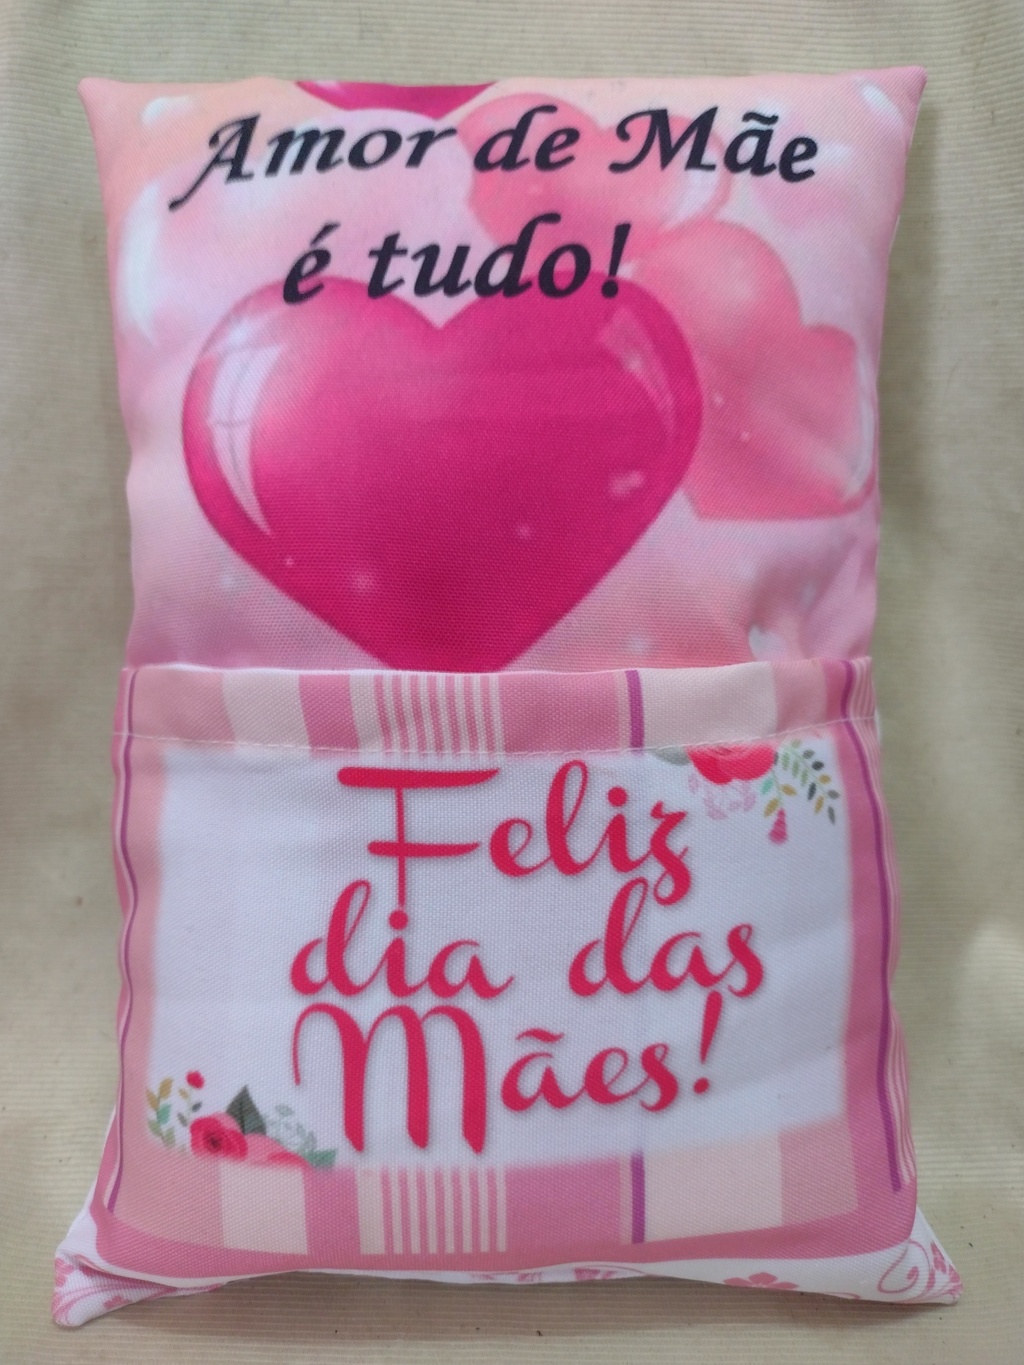 Amor de Mãe
é tudo!
Feliz
dia das
Mães!